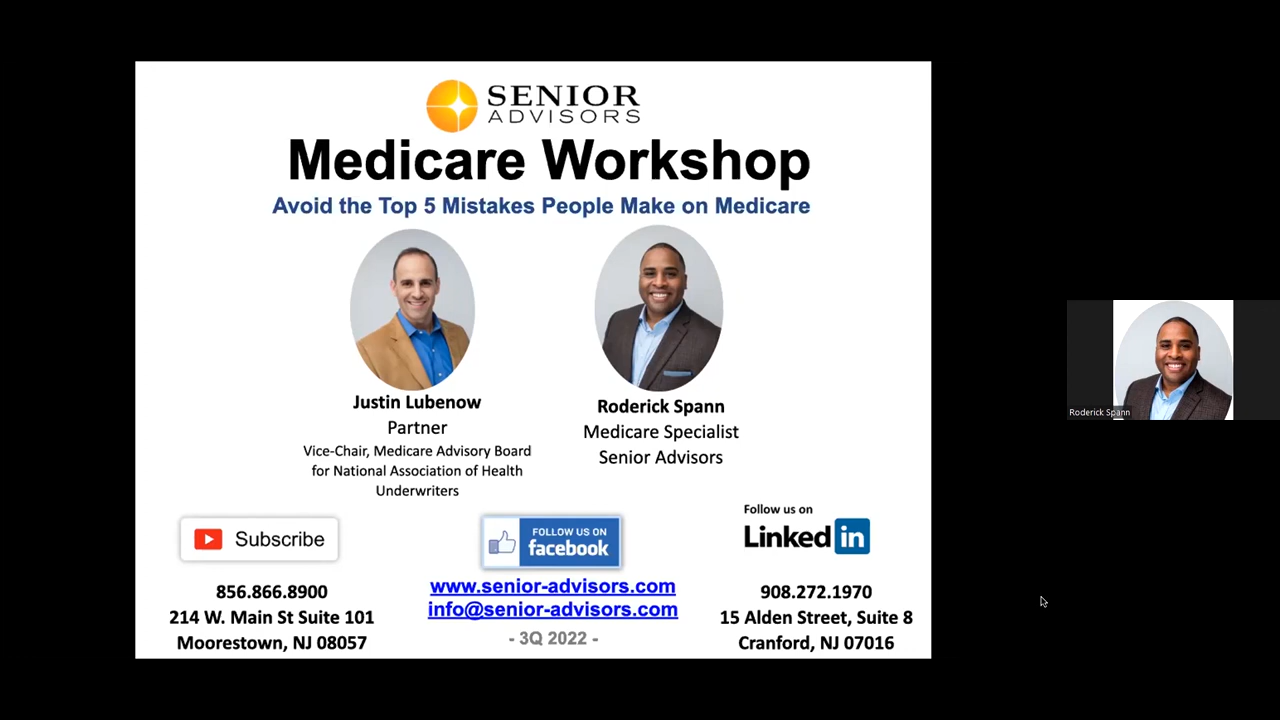 SENIOR
ADVISORS
Medicare Workshop
Avoid the Top 5 Mistakes People Make on Medicare
Justin Lubenow
Partner
Vice-Chair, Medicare Advisory Board
for National Association of Health
Underwriters
Roderick Spann
Medicare Specialist
Senior Advisors
Subscribe
FOLLOW US ON
facebook
Follow us on
Linked in
856.866.8900
214 W. Main St Suite 101
Moorestown, NJ 08057
www.senior-advisors.com
info@senior-advisors.com
- 3Q 2022 -
908.272.1970
15 Alden Street, Suite 8
Cranford, NJ 07016
Roderick Spann